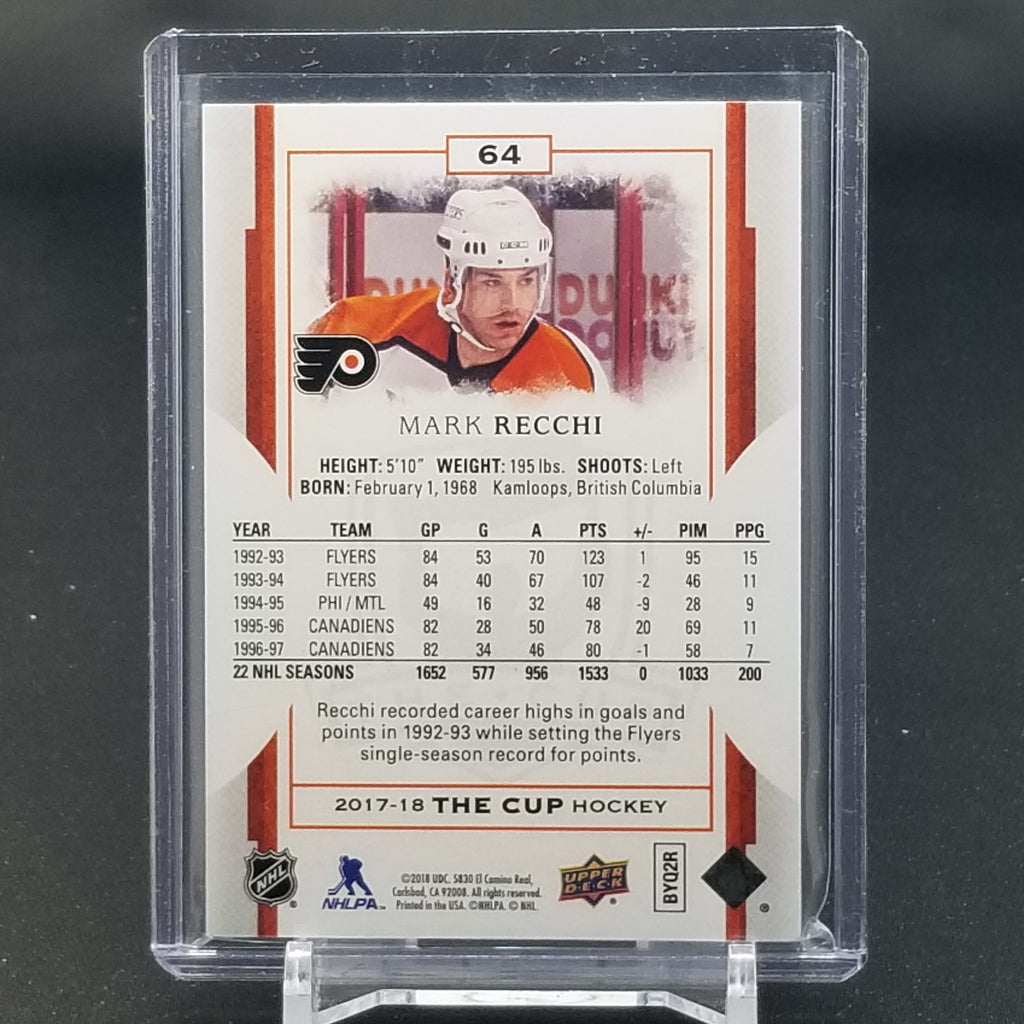 64
CCM
DUNK
DONUT
MARK RECCHI
HEIGHT: 5'10" WEIGHT: 195 lbs. SHOOTS: Left
BORN: February 1, 1968 Kamloops, British Columbia
YEAR TEAM GP G A PTS +/- PIM PPG
1992-93 FLYERS 84 53 70 123 1 95 15
1993-94 FLYERS 84 40 67 107 -2 46 11
1994-95 PHI / MTL 49 16 32 48 -9 28 9
1995-96 CANADIENS 82 28 50 78 20 69 11
1996-97 CANADIENS 82 34 46 80 -1 58 7
22 NHL SEASONS 1652 577 956 1533 0 1033 200
Recchi recorded career highs in goals and
points in 1992-93 while setting the Flyers
single-season record for points.
2017-18 THE CUP HOCKEY
NHL
NHLPA
©2018 UDC. 5830 El Camino Real,
Carlsbad, CA 92008. All rights reserved.
Printed in the USA. ©NHLPA. © NHL.
UPPER
DECK
BYQ2R